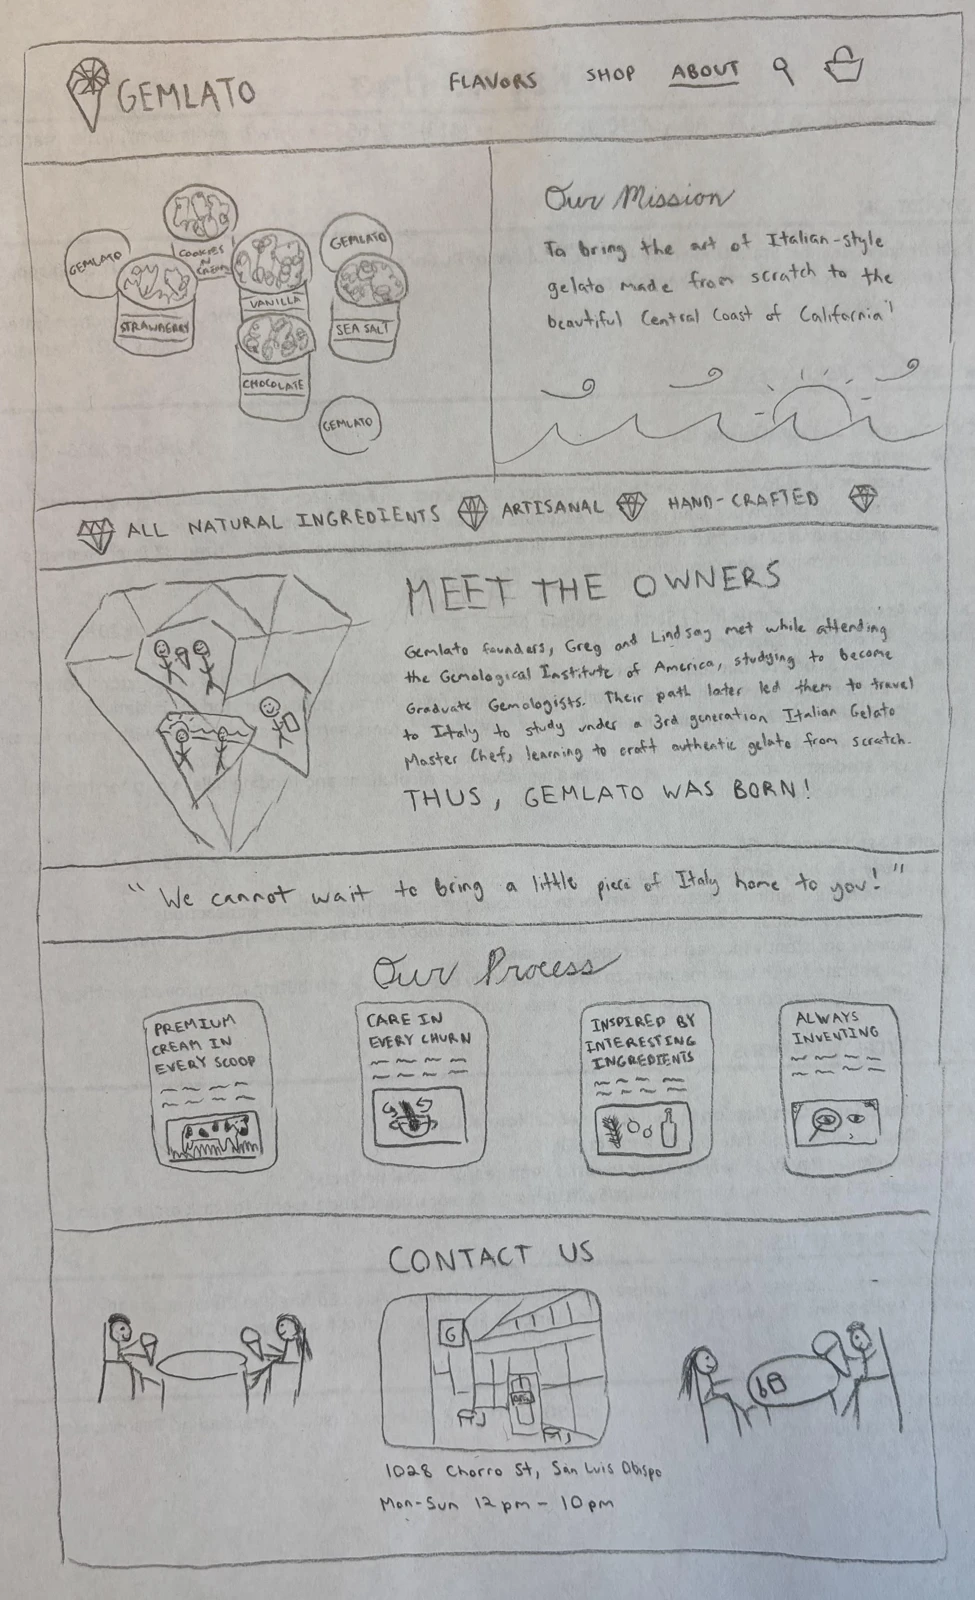 GEMLATO
FLAVORS SHOP ABOUT
GEMLATO
COOKIES
N
CREAM
GEMLATO
STRAWBERRY
VANILLA
SEA SALT
CHOCOLATE
GEMLATO
Our Mission
To bring the art of Italian-style
gelato made from scratch to the
beautiful Central Coast of California!
ALL NATURAL INGREDIENTS ARTISANAL HAND-CRAFTED
MEET THE OWNERS
Gemlato founders, Greg and Lindsay met while attending
the Gemological Institute of America, studying to become
Graduate Gemologists. Their path later led them to travel
to Italy to study under a 3rd generation Italian Gelato
Master Chef, learning to craft authentic gelato from scratch.
THUS, GEMLATO WAS BORN!
"We cannot wait to bring a little piece of Italy home to you!"
Our Process
PREMIUM
CREAM IN
EVERY SCOOP
CARE IN
EVERY CHURN
INSPIRED BY
INTERESTING
INGREDIENTS
ALWAYS
INVENTING
CONTACT US
G
1028 Chorro St, San Luis Obispo
Mon-Sun 12pm - 10pm